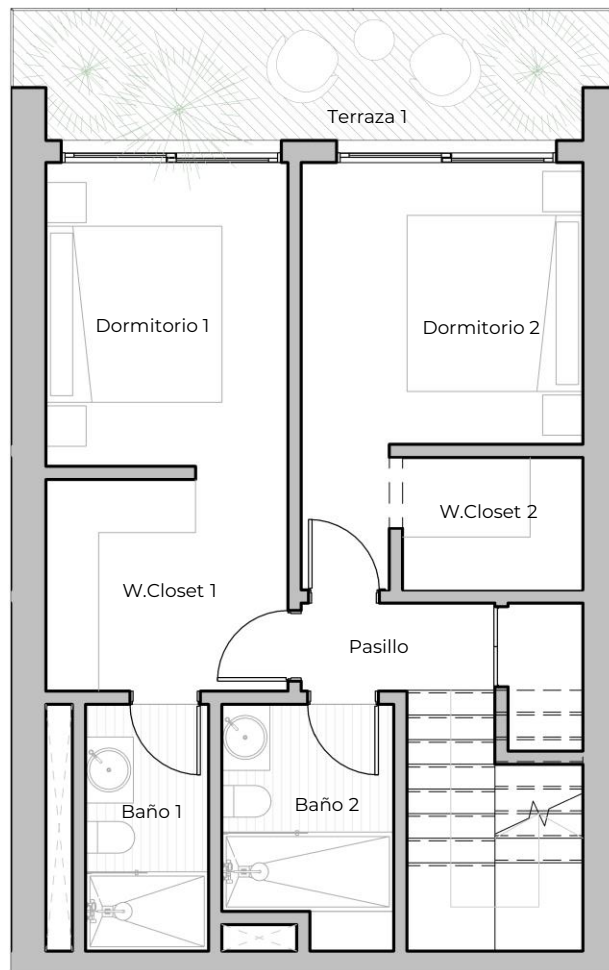 Terraza 1
Dormitorio 1
Dormitorio 2
W.Closet 2
W.Closet 1
Pasillo
Baño 1
Baño 2